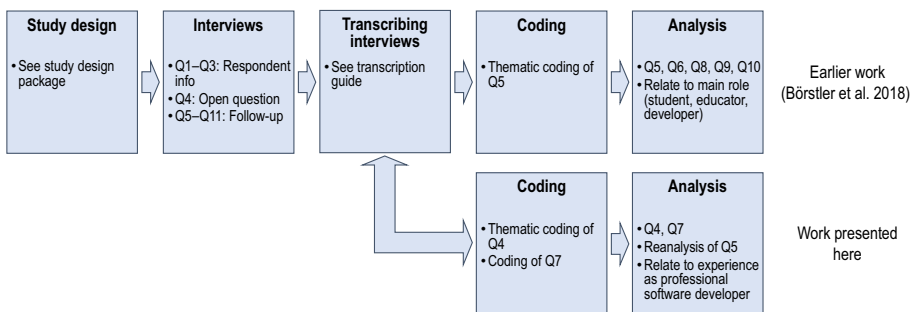 Study design
• See study design
package
Interviews
• Q1–Q3: Respondent
info
• Q4: Open question
• Q5–Q11: Follow-up
Transcribing
interviews
• See transcription
guide
Coding
• Thematic coding of
Q5
Analysis
• Q5, Q6, Q8, Q9, Q10
• Relate to main role
(student, educator,
developer)
Earlier work
(Börstler et al. 2018)
Coding
• Thematic coding of
Q4
• Coding of Q7
Analysis
• Q4, Q7
• Reanalysis of Q5
• Relate to experience
as professional
software developer
Work presented
here